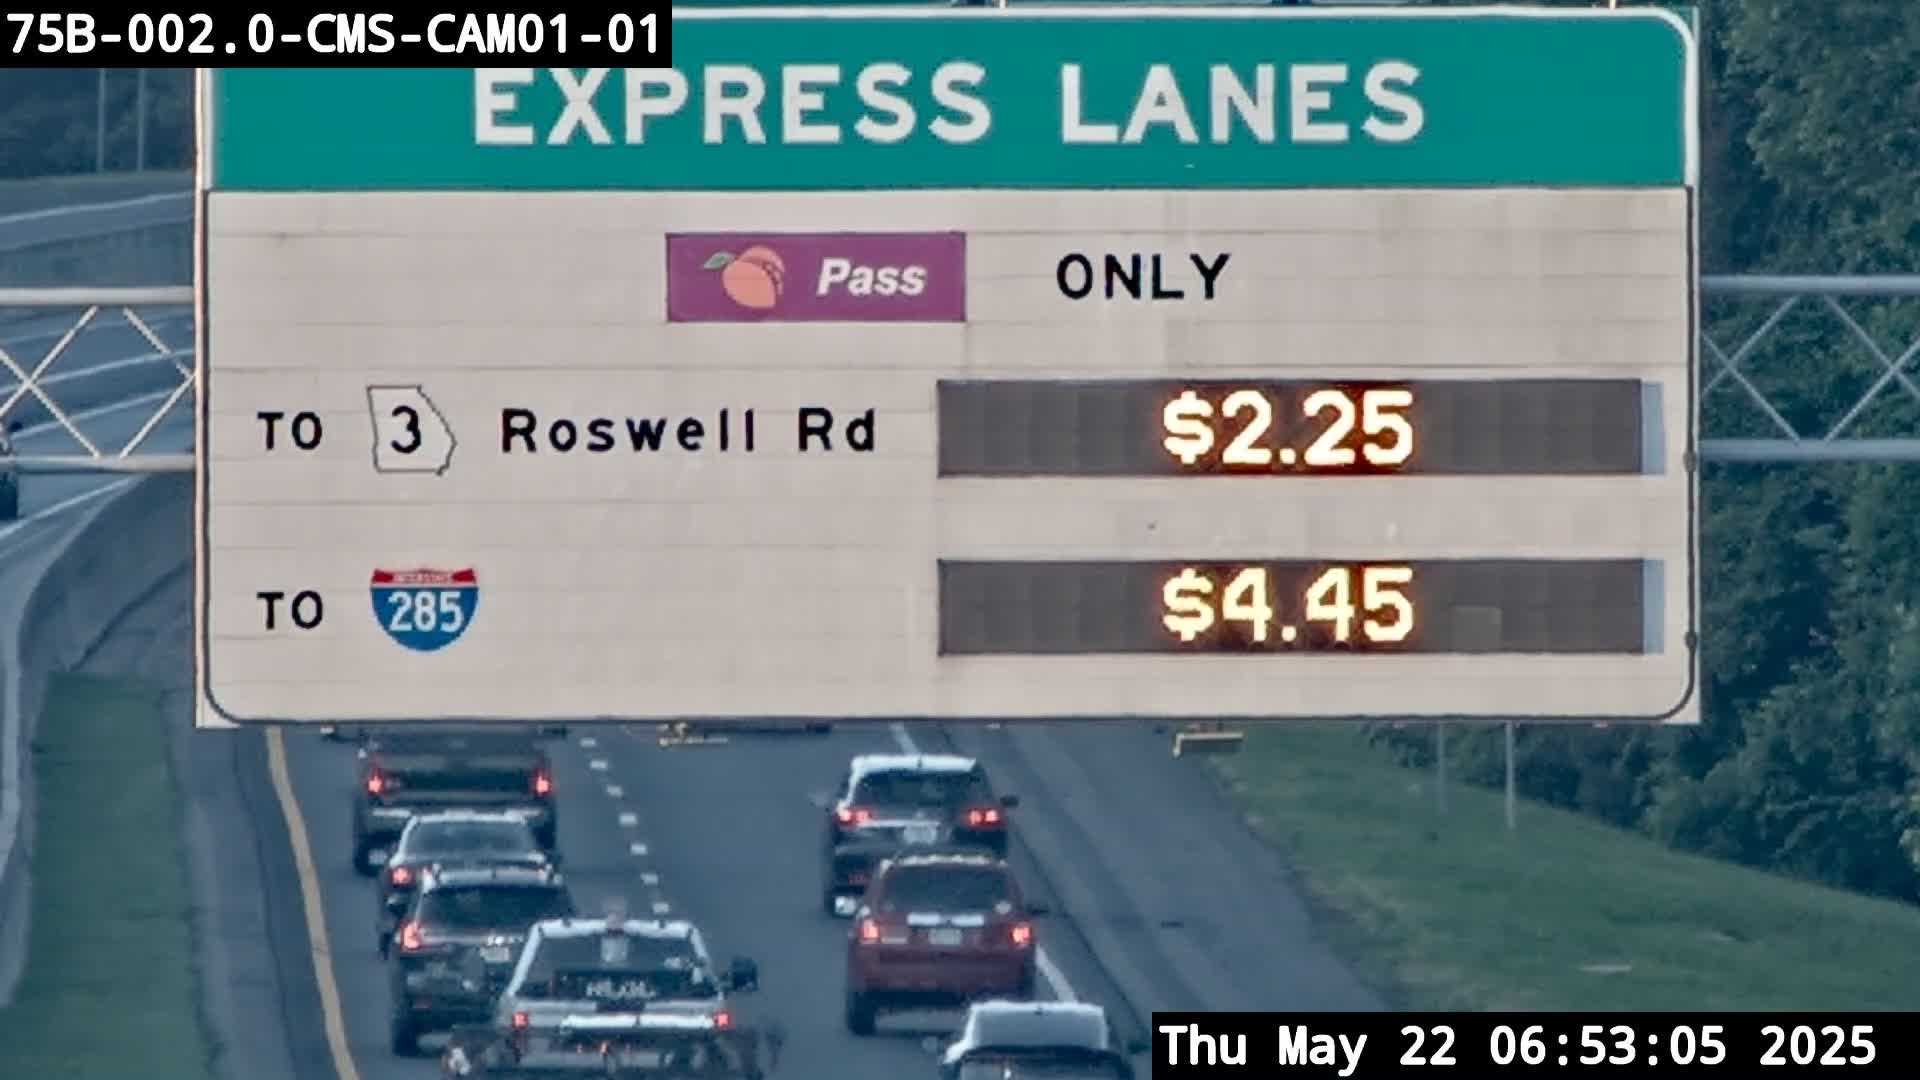 75B-002.0-CMS-CAM01-01
EXPRESS LANES
Pass ONLY
TO 3 Roswell Rd $2.25
TO INTERSTATE 285 $4.45
Thu May 22 06:53:05 2025